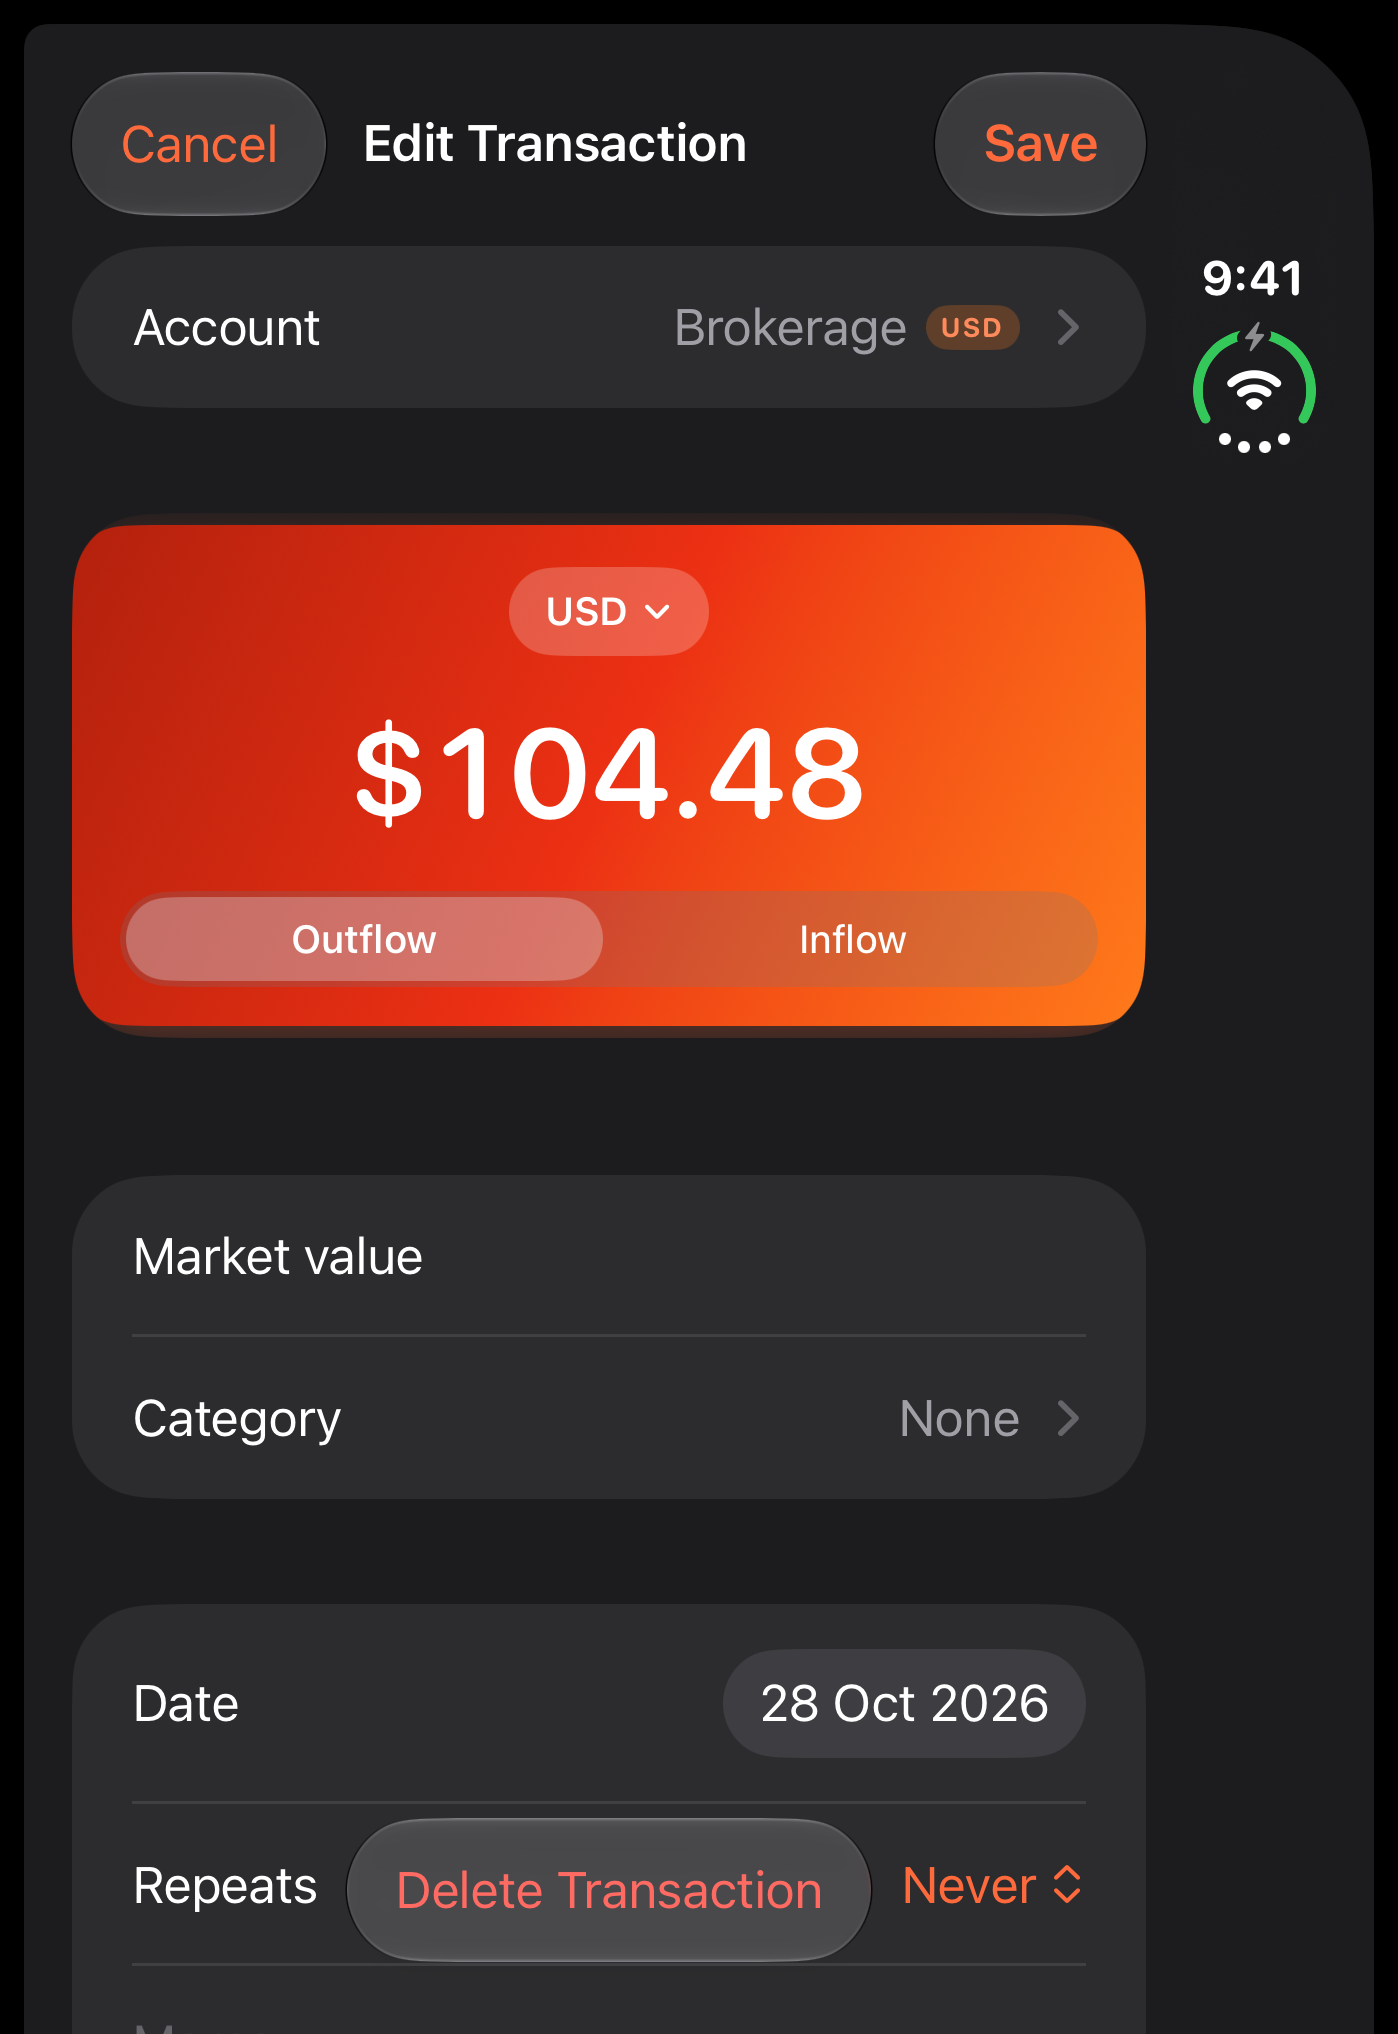 Cancel
Edit Transaction
Save
9:41
Account
Brokerage
USD
USD
$104.48
Outflow
Inflow
Market value
Category
None
Date
28 Oct 2026
Repeats
Delete Transaction
Never